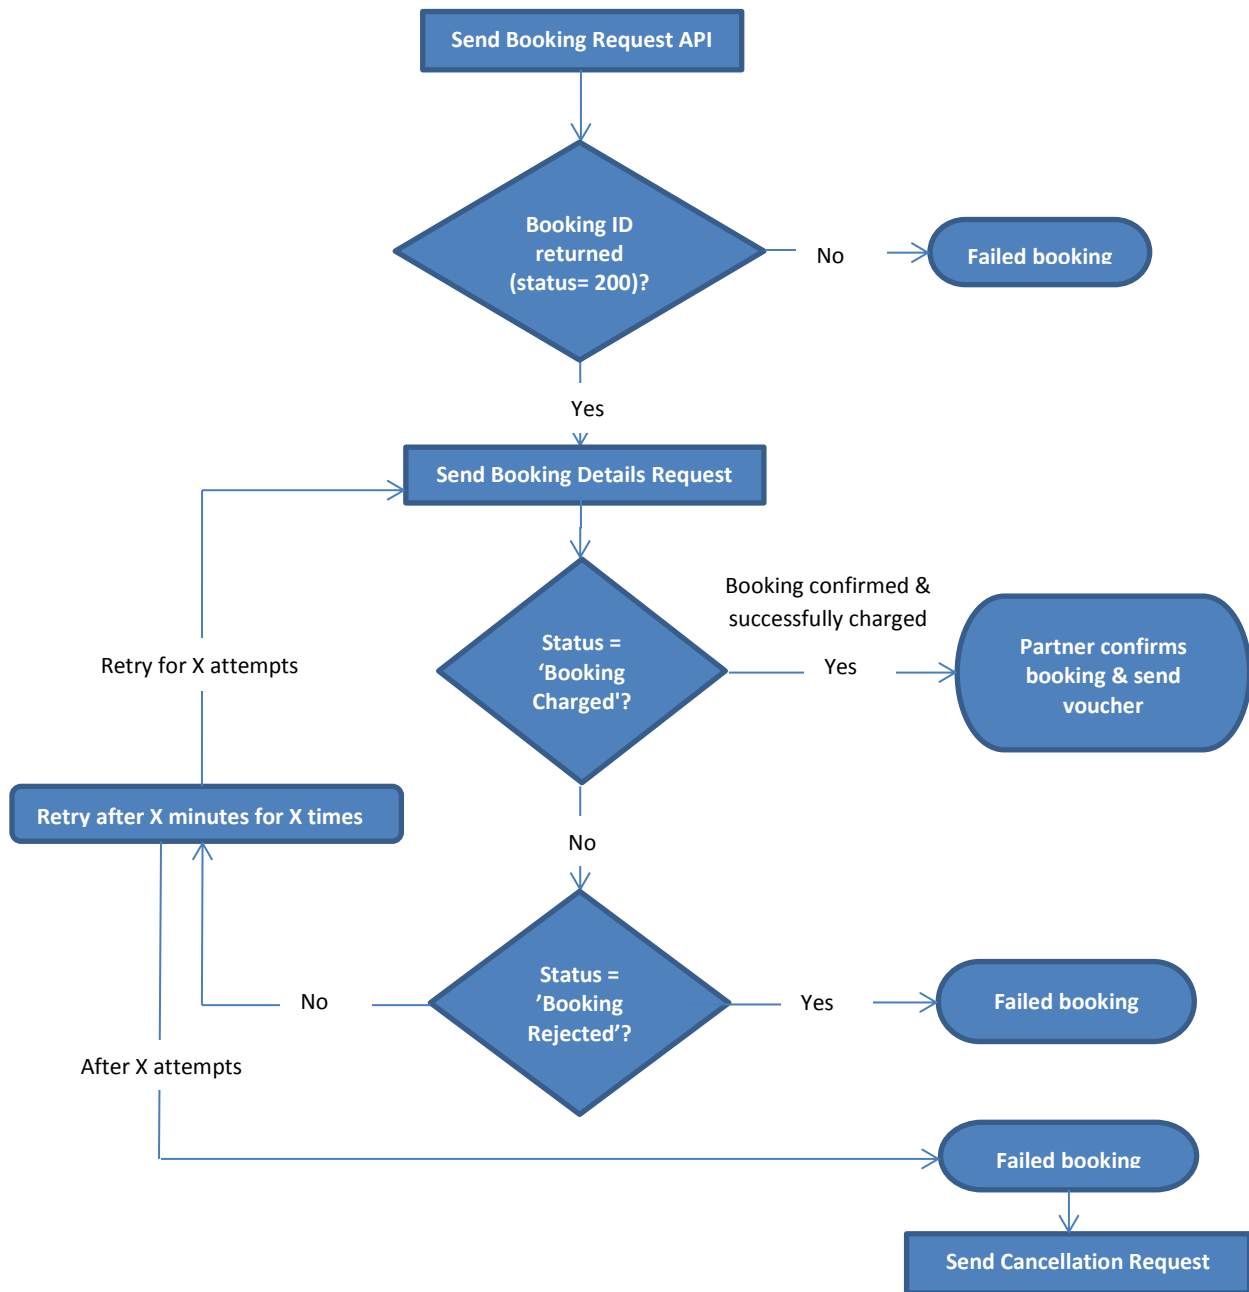 Send Booking Request API
Booking ID
returned
(status= 200)?
No
Failed booking
Yes
Send Booking Details Request
Booking confirmed &
successfully charged
Status =
‘Booking
Charged'?
Yes
Partner confirms
booking & send
voucher
Retry for X attempts
Retry after X minutes for X times
No
Status =
’Booking
Rejected’?
No
Yes
Failed booking
After X attempts
Failed booking
Send Cancellation Request